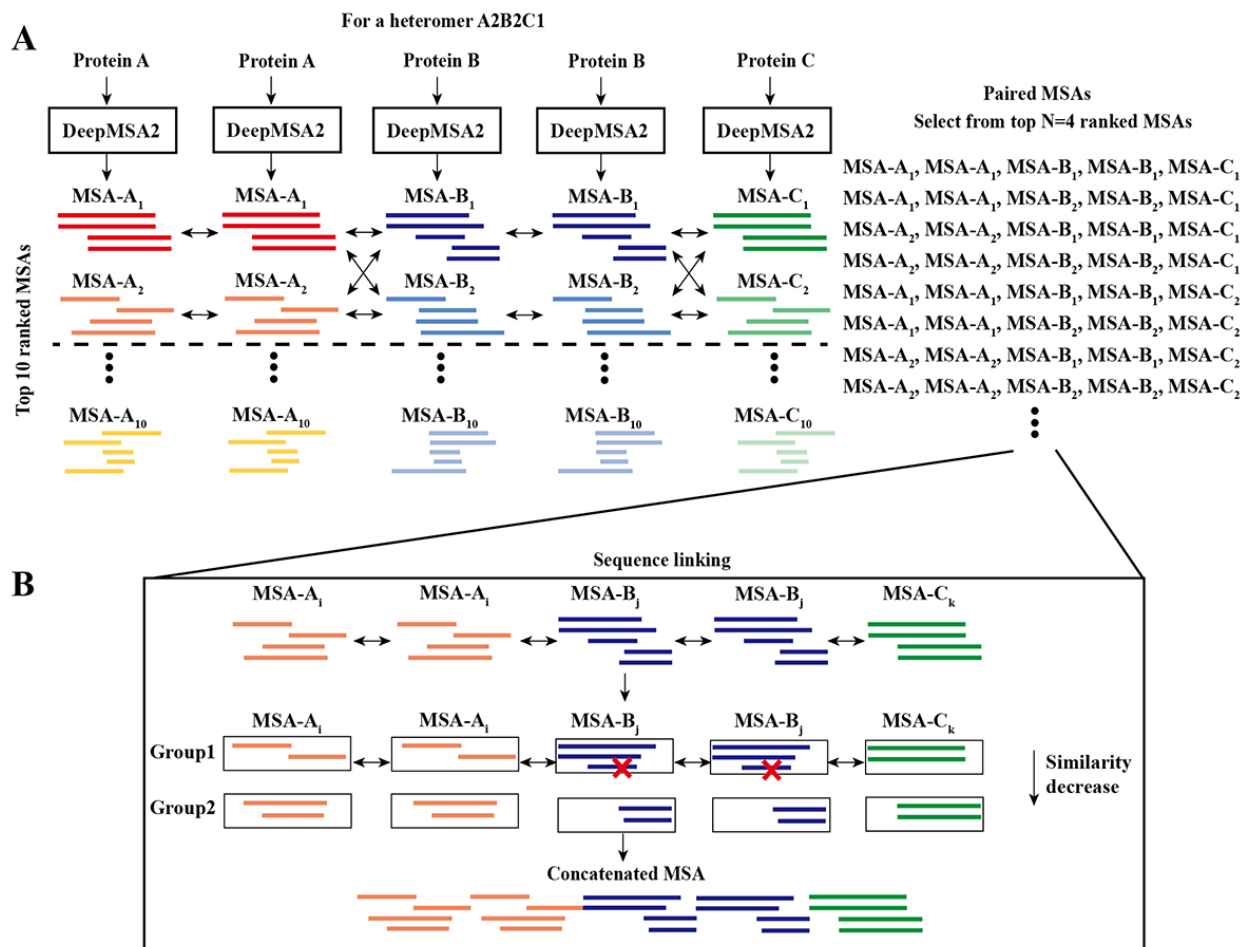 For a heteromer A2B2C1
A
Protein A
Protein A
Protein B
Protein B
Protein C
DeepMSA2
DeepMSA2
DeepMSA2
DeepMSA2
DeepMSA2
Top 10 ranked MSAs
MSA-A1
MSA-A1
MSA-B1
MSA-B1
MSA-C1
MSA-A2
MSA-A2
MSA-B2
MSA-B2
MSA-C2
MSA-A10
MSA-A10
MSA-B10
MSA-B10
MSA-C10
Paired MSAs
Select from top N=4 ranked MSAs
MSA-A1, MSA-A1, MSA-B1, MSA-B1, MSA-C1
MSA-A1, MSA-A1, MSA-B2, MSA-B2, MSA-C1
MSA-A2, MSA-A2, MSA-B1, MSA-B1, MSA-C1
MSA-A2, MSA-A2, MSA-B2, MSA-B2, MSA-C1
MSA-A1, MSA-A1, MSA-B1, MSA-B1, MSA-C2
MSA-A1, MSA-A1, MSA-B2, MSA-B2, MSA-C2
MSA-A2, MSA-A2, MSA-B1, MSA-B1, MSA-C2
MSA-A2, MSA-A2, MSA-B2, MSA-B2, MSA-C2
B
Sequence linking
MSA-Ai
MSA-Ai
MSA-Bj
MSA-Bj
MSA-Ck
MSA-Ai
MSA-Ai
MSA-Bj
MSA-Bj
MSA-Ck
Group1
Group2
Similarity
decrease
Concatenated MSA